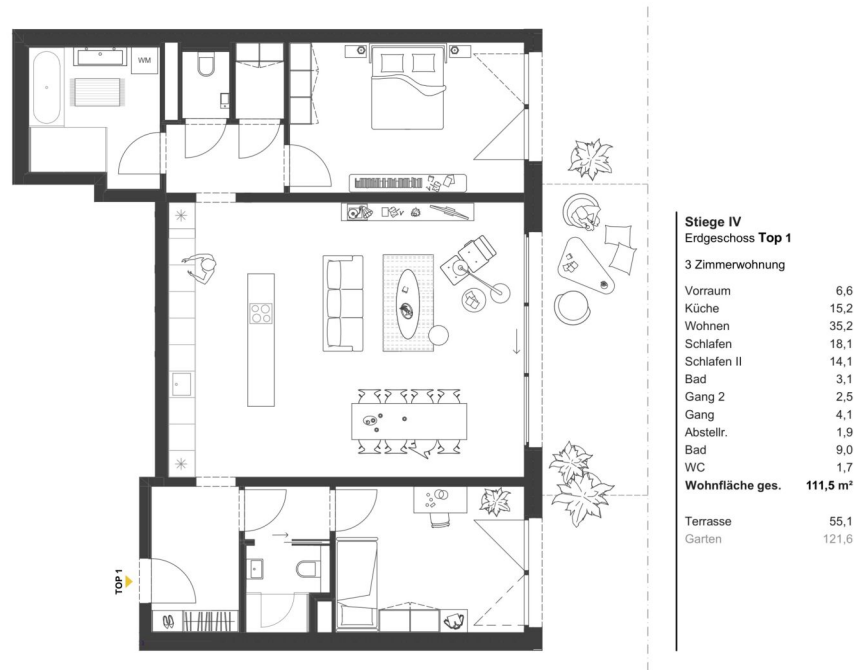 WM
TOP 1
Stiege IV
Erdgeschoss Top 1
3 Zimmerwohnung
Vorraum 6,6
Küche 15,2
Wohnen 35,2
Schlafen 18,1
Schlafen II 14,1
Bad 3,1
Gang 2 2,5
Gang 4,1
Abstellr. 1,9
Bad 9,0
WC 1,7
Wohnfläche ges. 111,5 m²
Terrasse 55,1
Garten 121,6